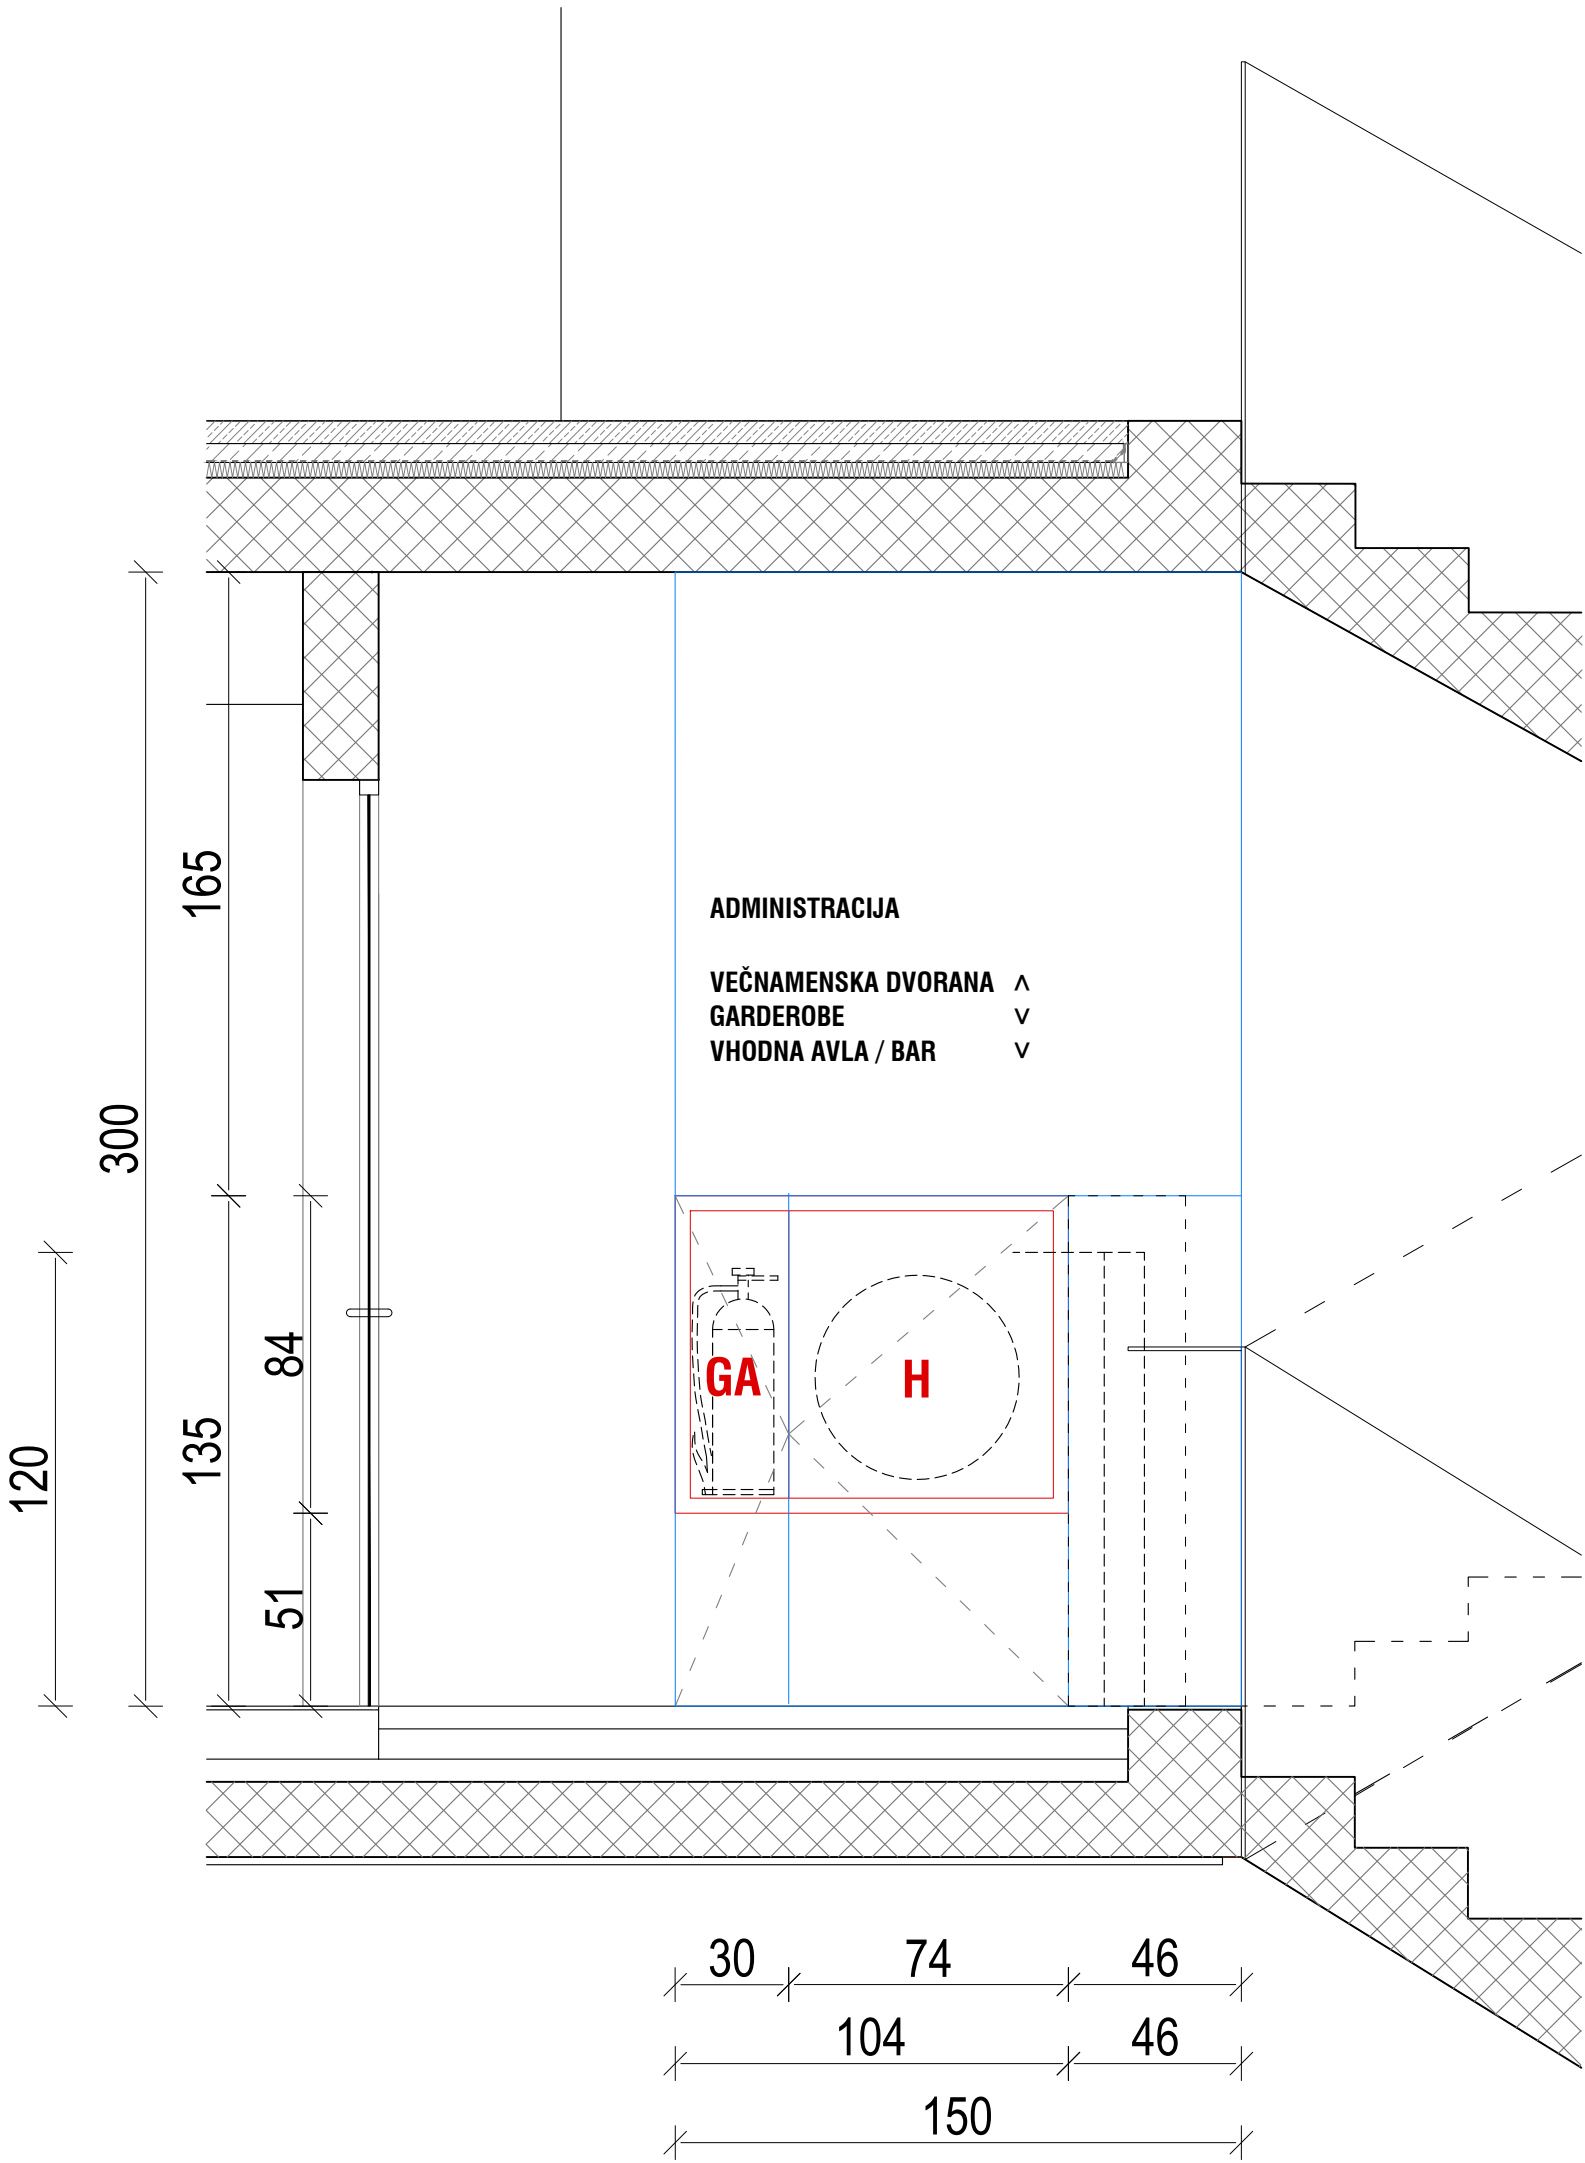 165
ADMINISTRACIJA
VEČNAMENSKA DVORANA ˄
GARDEROBE ˅
VHODNA AVLA / BAR ˅
300
84
GA
H
135
120
51
30 74 46
104 46
150